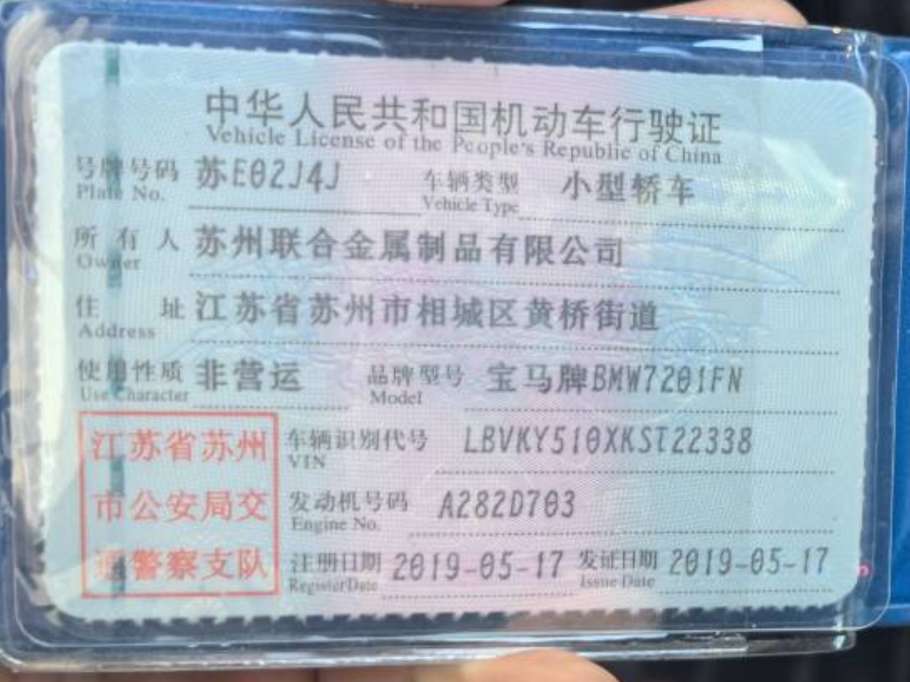 中华人民共和国机动车行驶证
Vehicle License of the People's Republic of China
号牌号码 苏E02J4J 车辆类型 小型轿车
Plate No. Vehicle Type
所有人 苏州联合金属制品有限公司
Owner
住址 江苏省苏州市相城区黄桥街道
Address
使用性质 非营运 品牌型号 宝马牌BMW7201FN
Use Character Model
江苏省苏州
市公安局交
通警察支队
车辆识别代号 LBVKY510XKST22338
VIN
发动机号码 A282D703
Engine No.
注册日期 2019-05-17 发证日期 2019-05-17
Register Date Issue Date